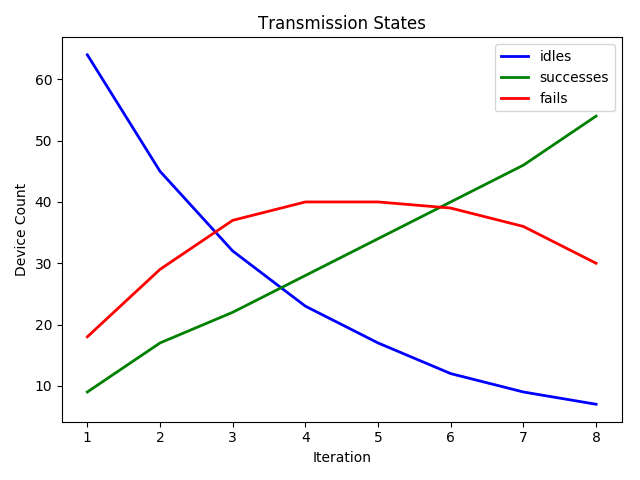 Transmission States
idles
successes
fails
Device Count
60
50
40
30
20
10
1 2 3 4 5 6 7 8
Iteration